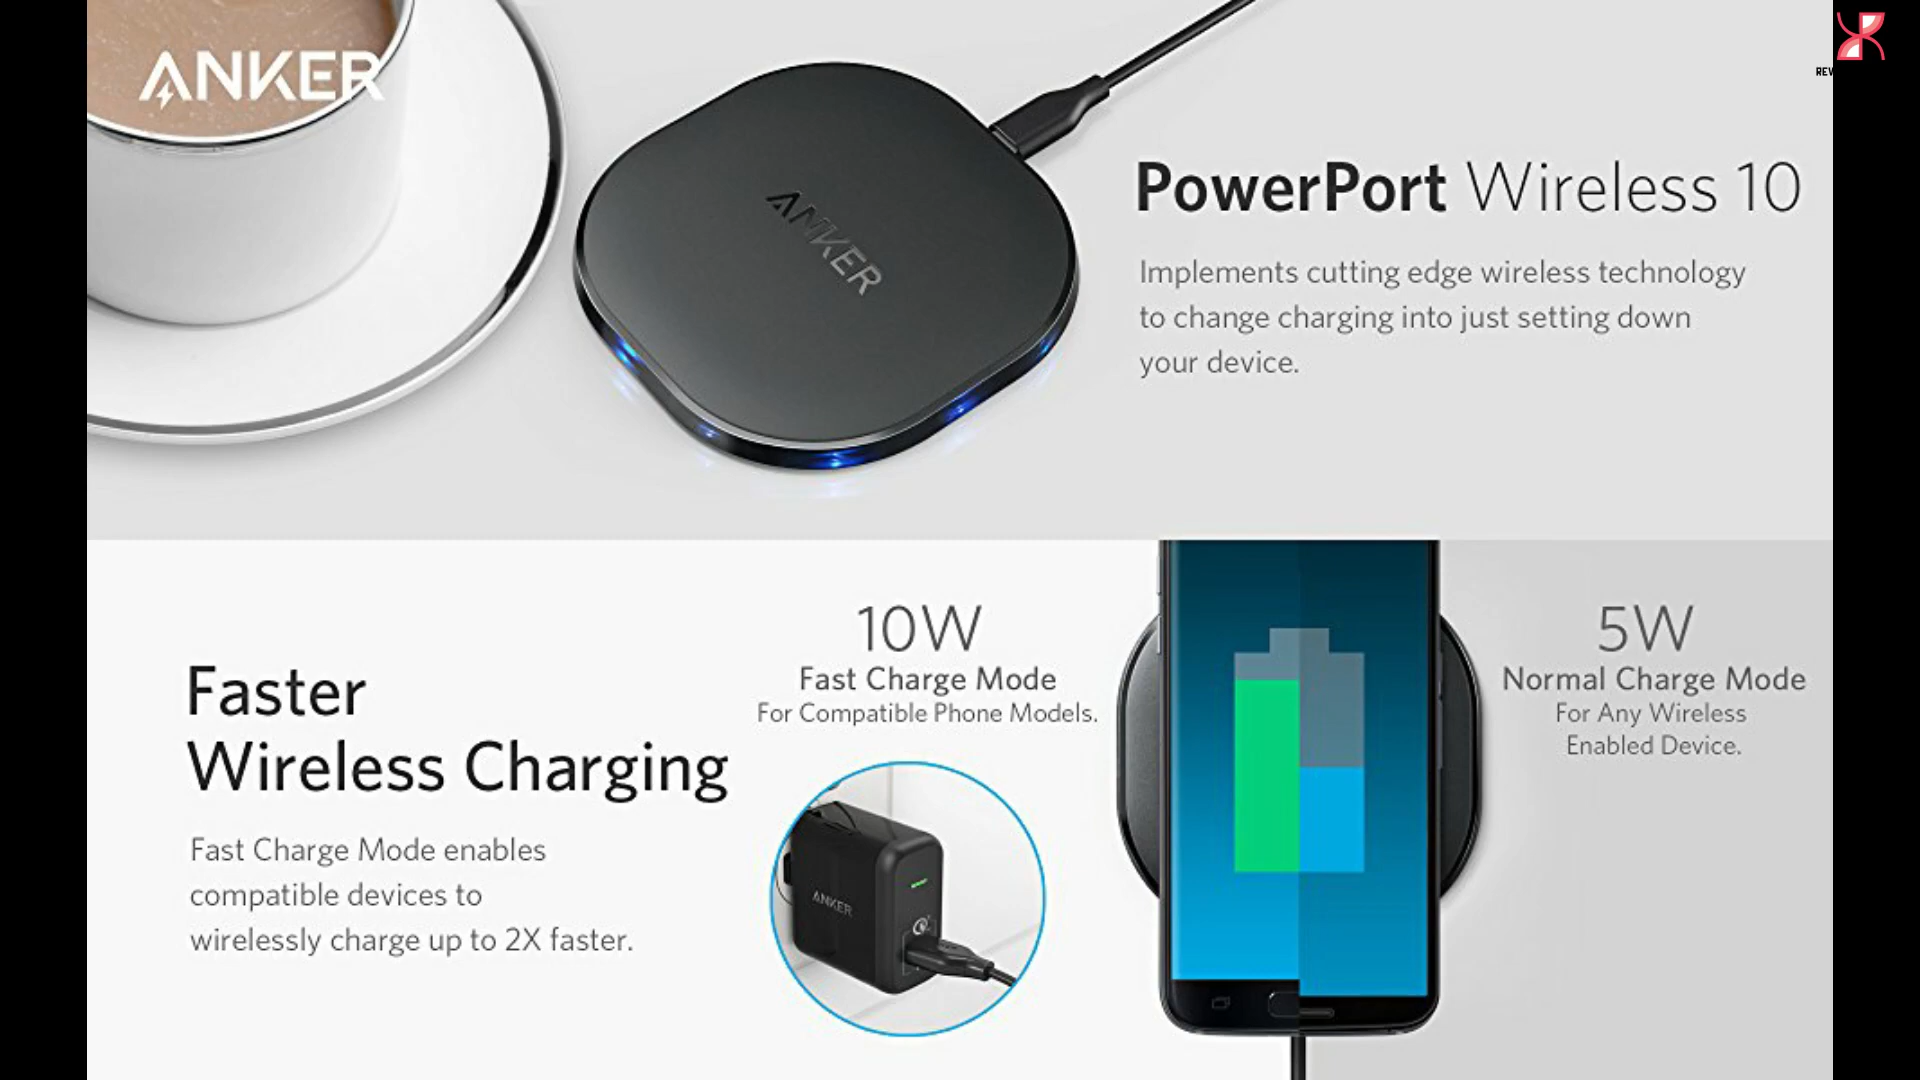 ANKER
REV
ANKER
PowerPort Wireless 10
Implements cutting edge wireless technology
to change charging into just setting down
your device.
Faster
Wireless Charging
Fast Charge Mode enables
compatible devices to
wirelessly charge up to 2X faster.
10W
Fast Charge Mode
For Compatible Phone Models.
ANKER
5W
Normal Charge Mode
For Any Wireless
Enabled Device.